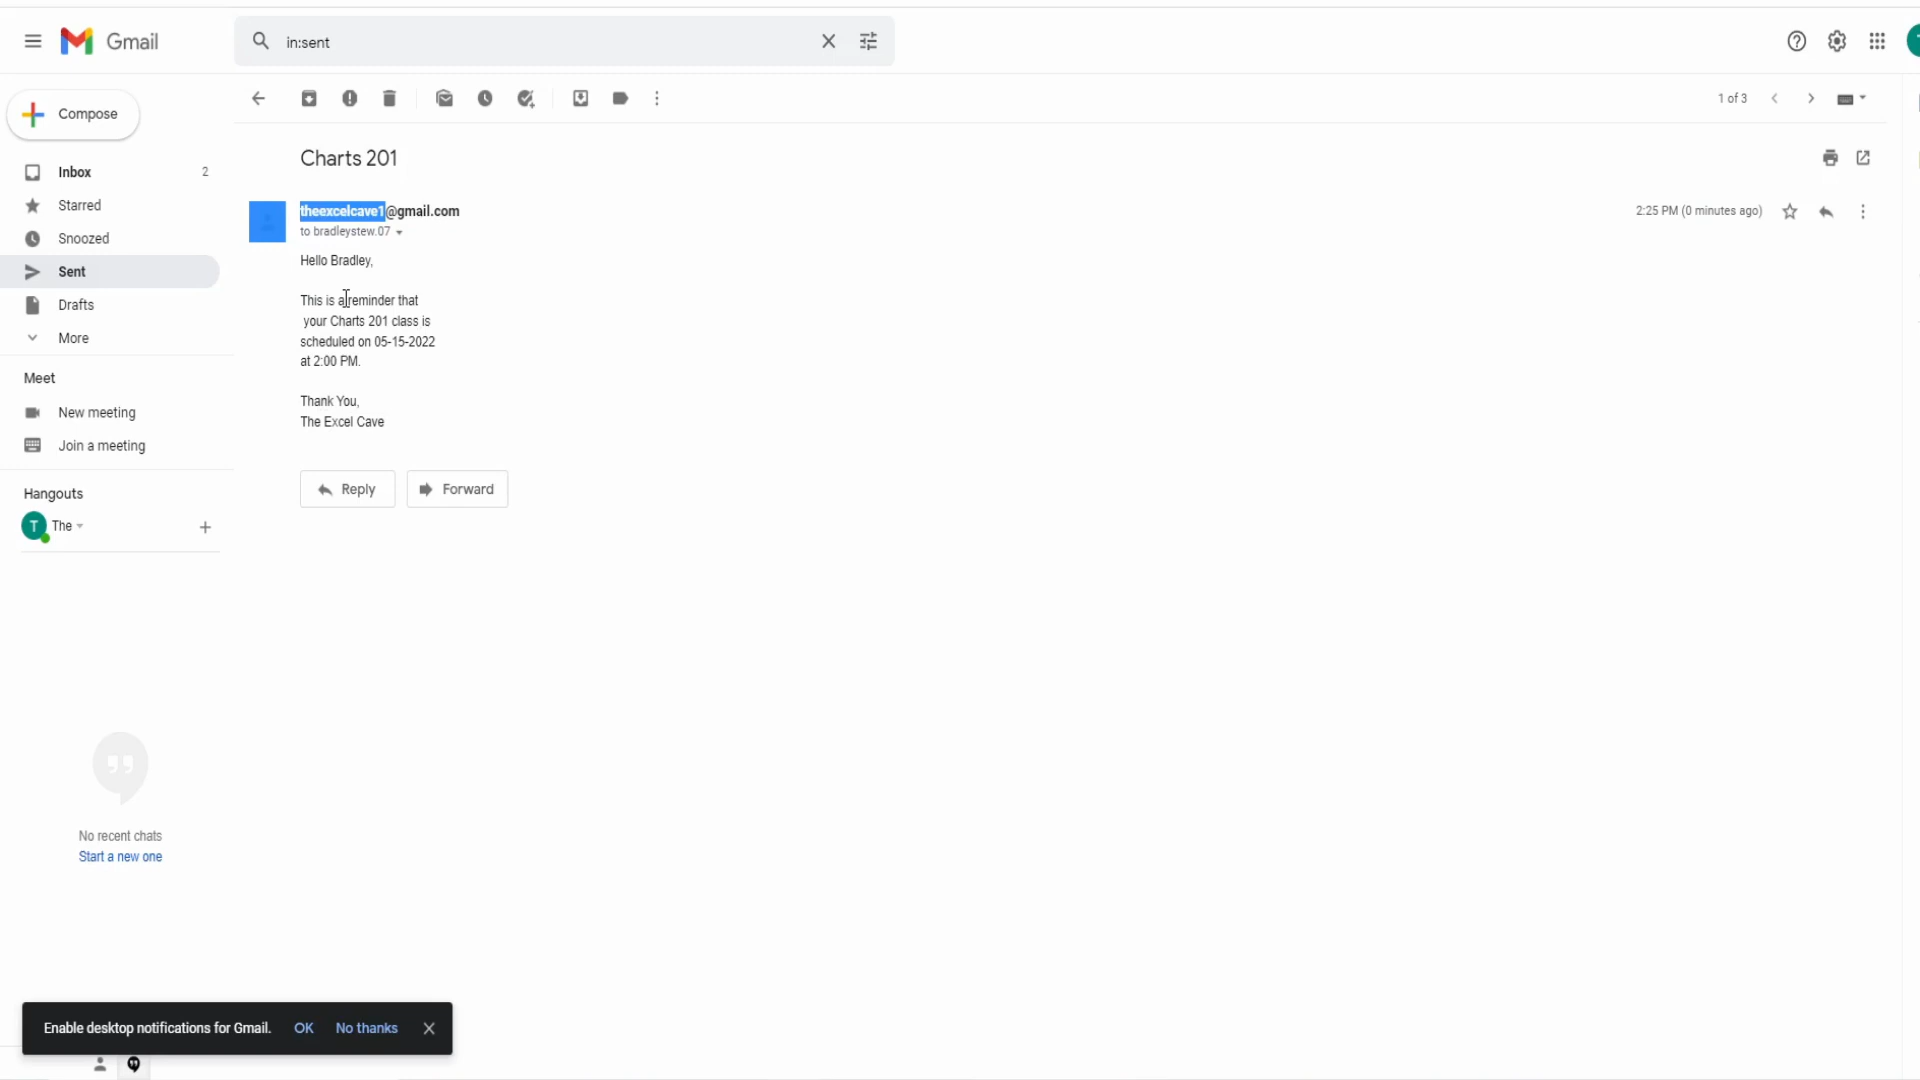 Gmail
in:sent
Compose
1 of 3
Inbox 2
Starred
Snoozed
Sent
Drafts
More
Meet
New meeting
Join a meeting
Hangouts
T The
No recent chats
Start a new one
Charts 201
theexcelcave1@gmail.com
2:25 PM (0 minutes ago)
to bradleystew.07
Hello Bradley,
This is a reminder that
your Charts 201 class is
scheduled on 05-15-2022
at 2:00 PM.
Thank You,
The Excel Cave
Reply Forward
Enable desktop notifications for Gmail. OK No thanks